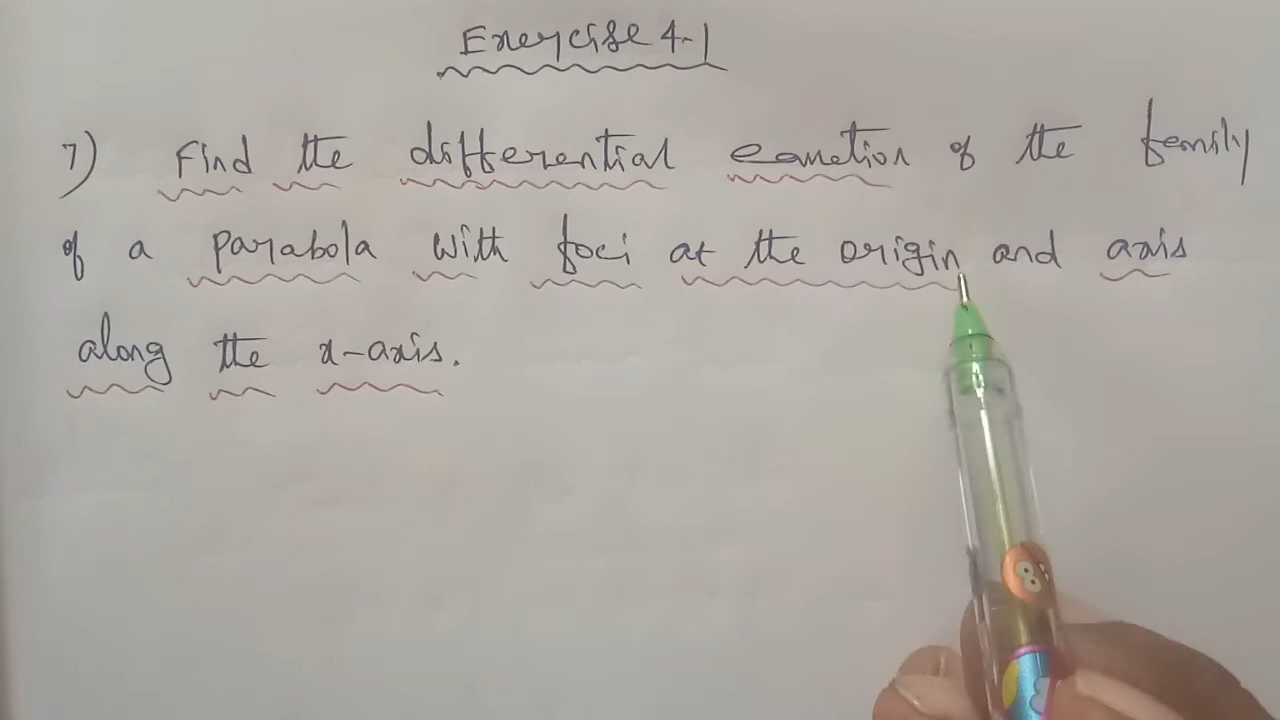 Exercise 4-1
7) Find the differential equation of the family
of a parabola with foci at the origin and axis
along the x-axis.